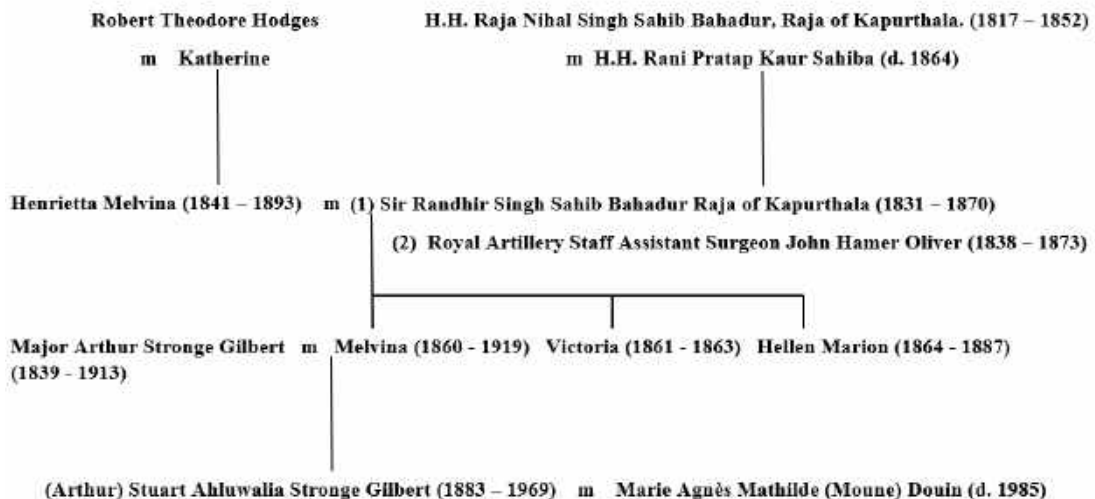 Robert Theodore Hodges H.H. Raja Nihal Singh Sahib Bahadur, Raja of Kapurthala. (1817 – 1852)
m Katherine m H.H. Rani Pratap Kaur Sahiba (d. 1864)
Henrietta Melvina (1841 – 1893) m (1) Sir Randhir Singh Sahib Bahadur Raja of Kapurthala (1831 – 1870)
(2) Royal Artillery Staff Assistant Surgeon John Hamer Oliver (1838 – 1873)
Major Arthur Stronge Gilbert m Melvina (1860 - 1919) Victoria (1861 - 1863) Hellen Marion (1864 - 1887)
(1839 - 1913)
(Arthur) Stuart Ahluwalia Stronge Gilbert (1883 – 1969) m Marie Agnès Mathilde (Moune) Douin (d. 1985)